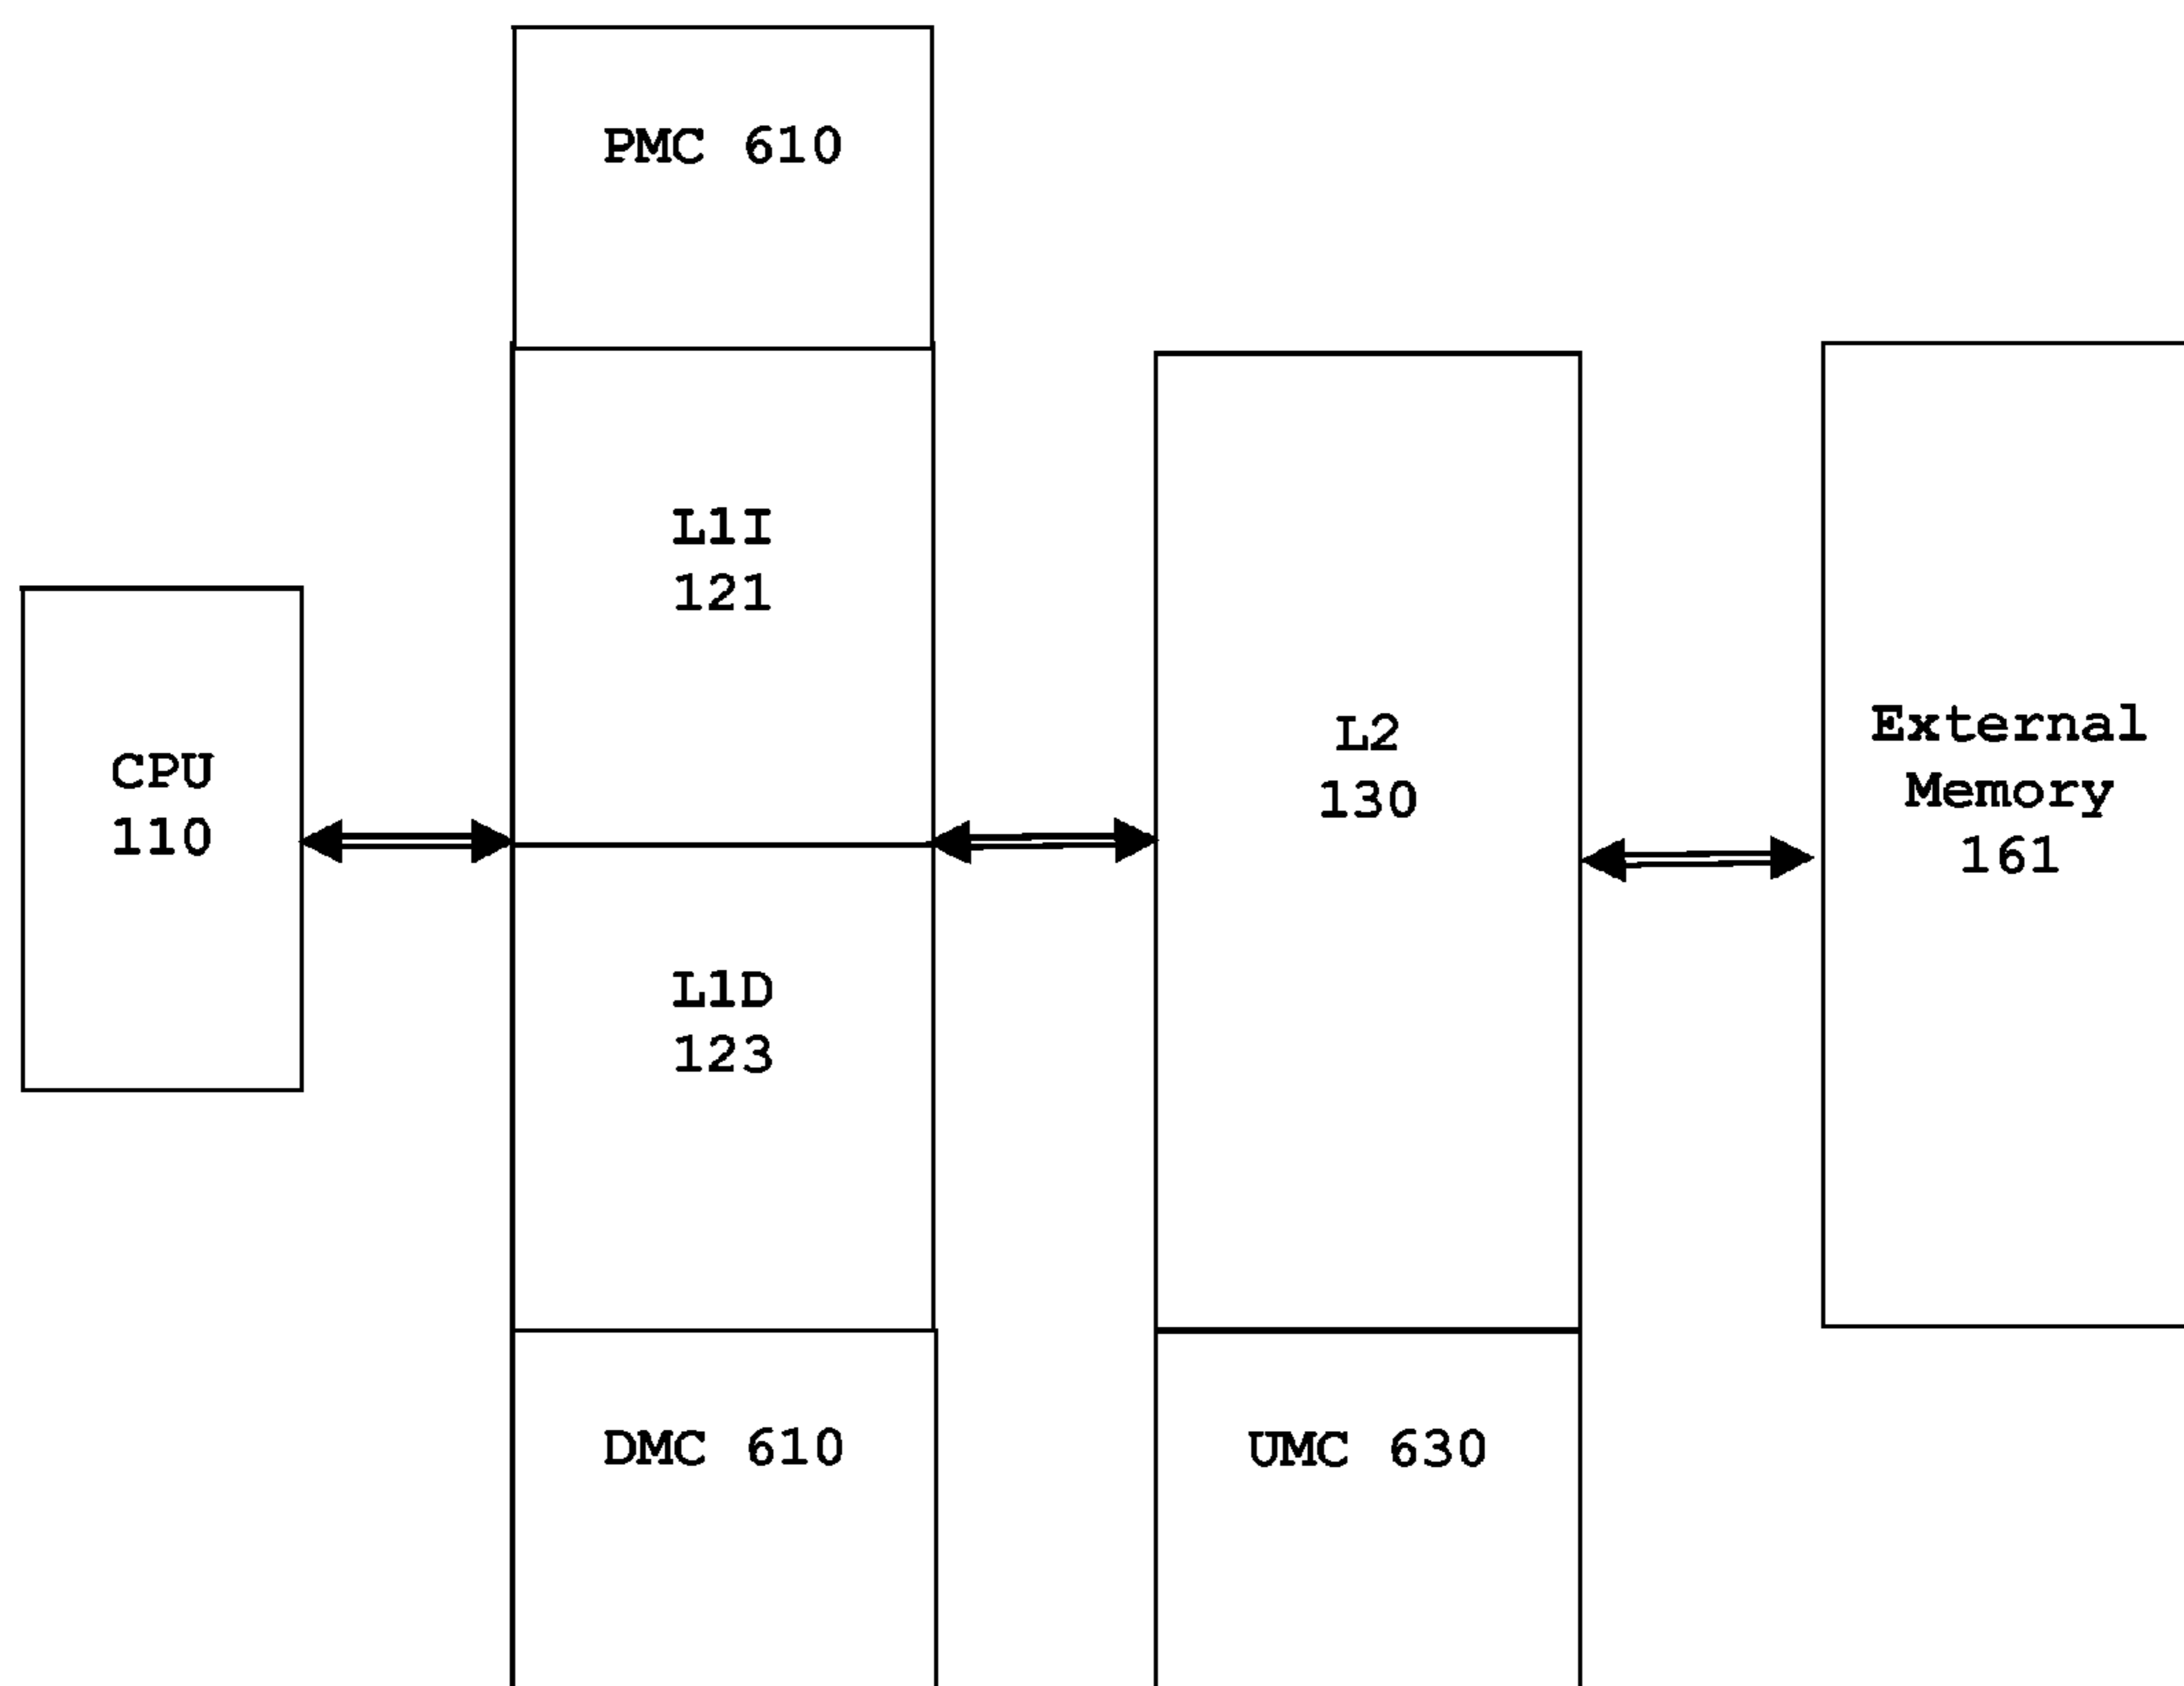 PMC 610
L1I
121
CPU
110
L2
130
External
Memory
161
L1D
123
DMC 610
UMC 630